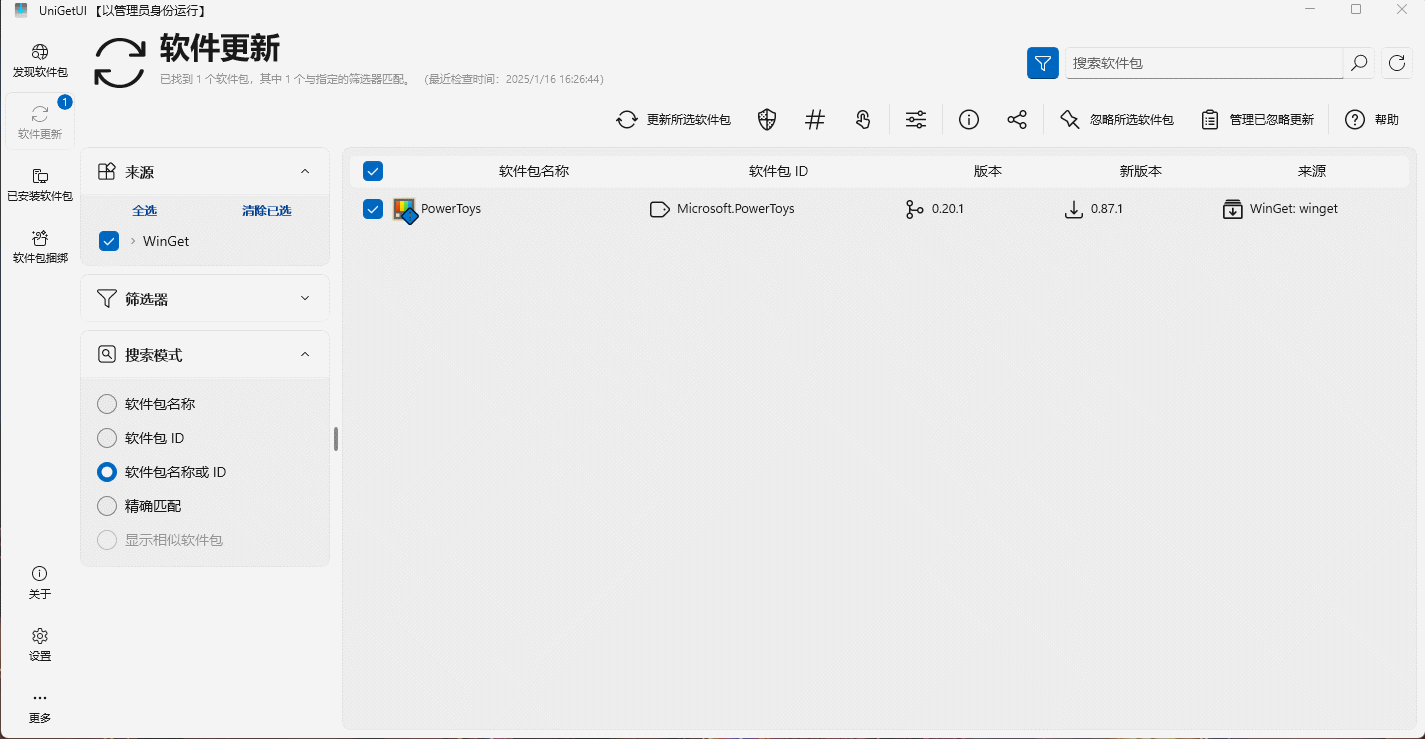 UniGetUI 【以管理员身份运行】
发现软件包
1
软件更新
已安装软件包
软件包捆绑
关于
设置
更多
软件更新
已找到 1 个软件包，其中 1 个与指定的筛选器匹配。 (最近检查时间：2025/1/16 16:26:44)
搜索软件包
更新所选软件包
忽略所选软件包
管理已忽略更新
帮助
来源
全选 清除已选
WinGet
筛选器
搜索模式
软件包名称
软件包 ID
软件包名称或 ID
精确匹配
显示相似软件包
软件包名称 软件包 ID 版本 新版本 来源
PowerToys Microsoft.PowerToys 0.20.1 0.87.1 WinGet: winget